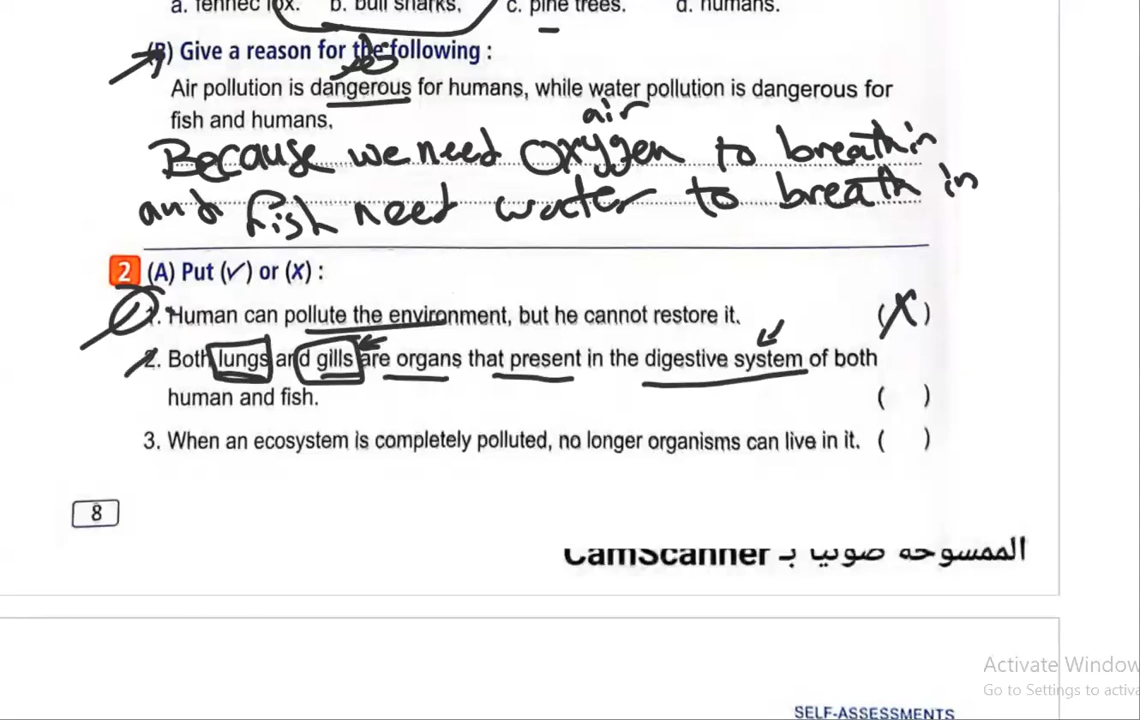 a. fennec fox. b. bull sharks. c. pine trees. d. humans.
(B) Give a reason for the following :
Air pollution is dangerous for humans, while water pollution is dangerous for
fish and humans.
air
Because we need Oxygen to breath in
and fish need water to breath in
2 (A) Put (✓) or (X) :
1. Human can pollute the environment, but he cannot restore it. (X)
2. Both lungs and gills are organs that present in the digestive system of both
human and fish. ( )
3. When an ecosystem is completely polluted, no longer organisms can live in it. ( )
8
الممسوحة ضوئيا بـ CamScanner
Activate Window
Go to Settings to activa
SELF-ASSESSMENTS